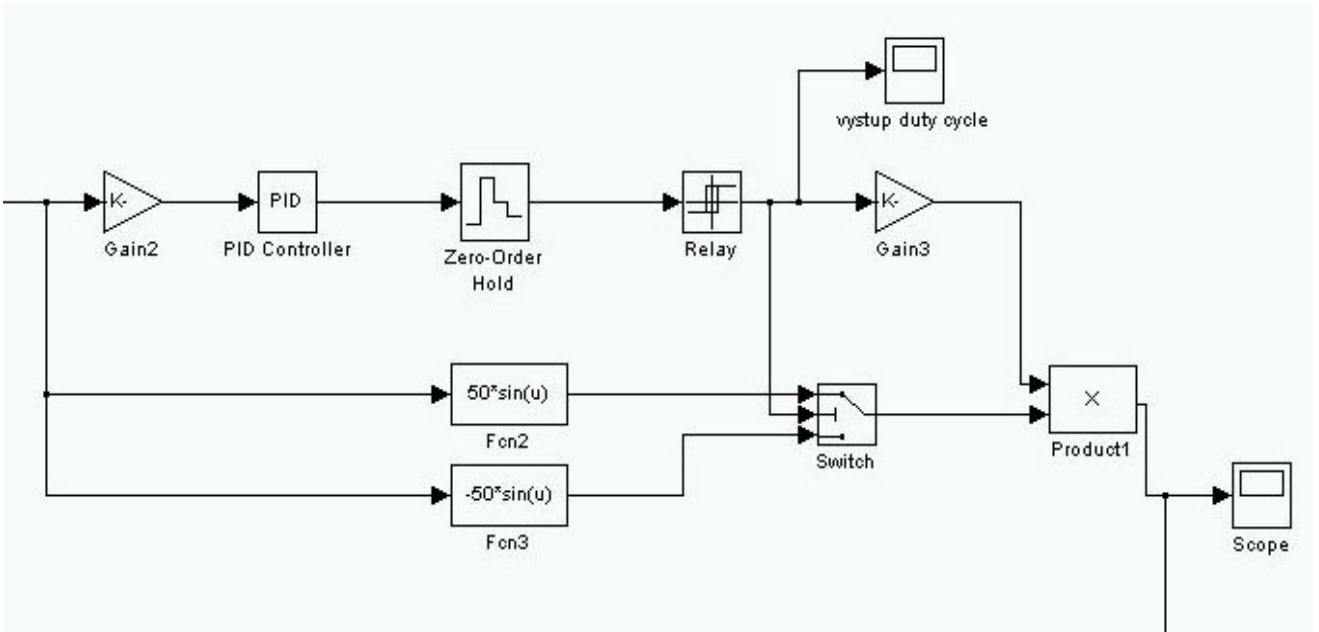 vystup duty cycle
K-
Gain2
PID
PID Controller
Zero-Order
Hold
Relay
K-
Gain3
50*sin(u)
Fcn2
-50*sin(u)
Fcn3
Switch
X
Product1
Scope